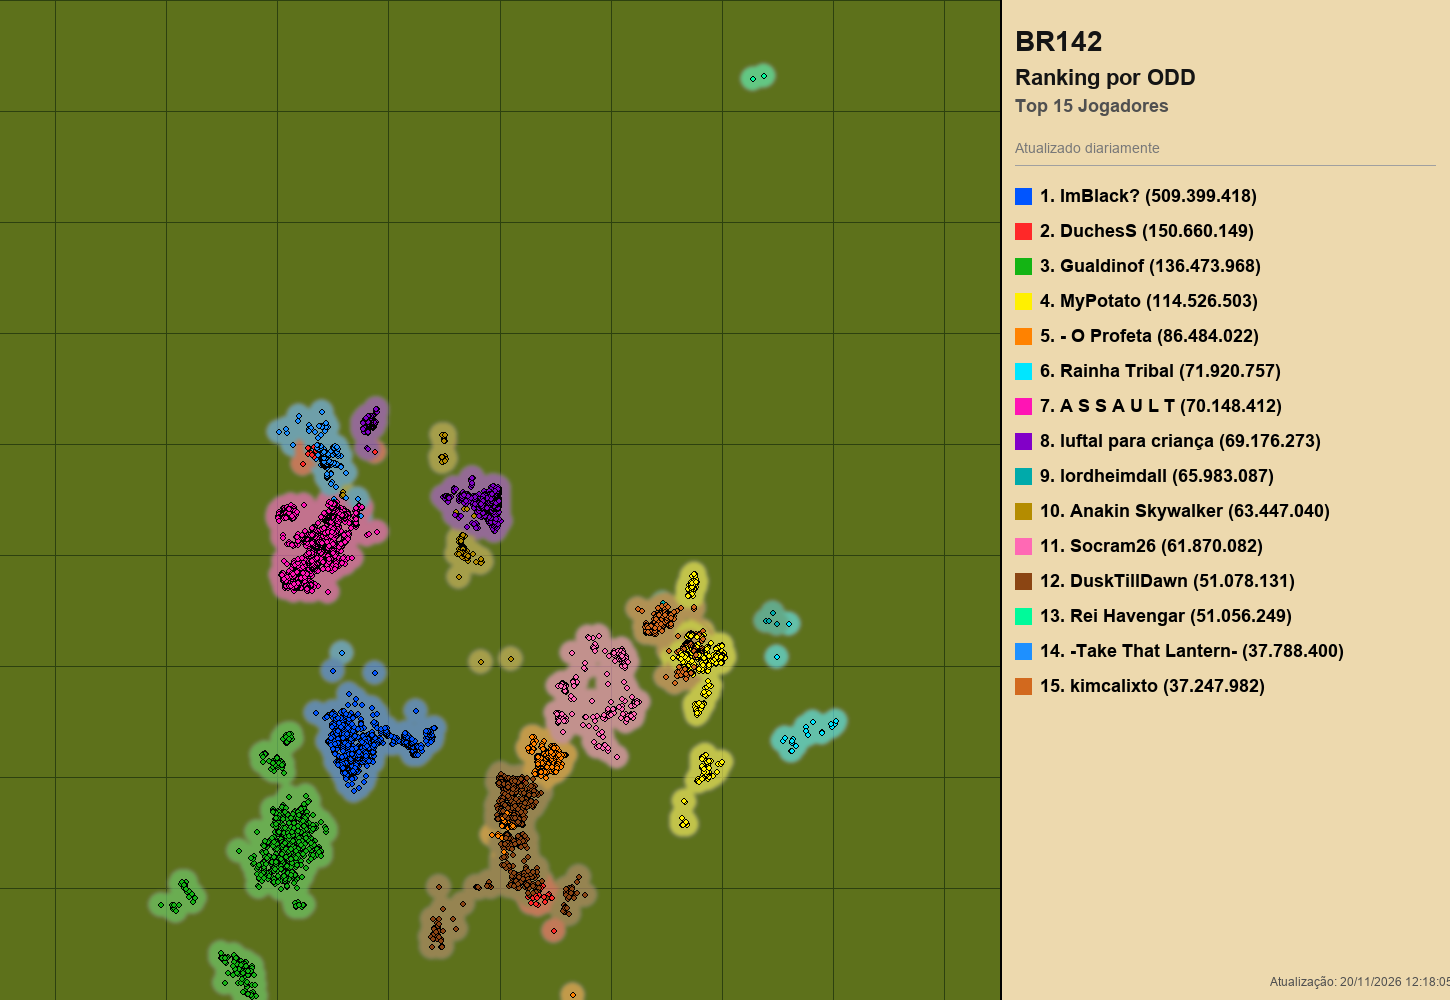 BR142
Ranking por ODD
Top 15 Jogadores
Atualizado diariamente
1. ImBlack? (509.399.418)
2. DuchesS (150.660.149)
3. Gualdinof (136.473.968)
4. MyPotato (114.526.503)
5. - O Profeta (86.484.022)
6. Rainha Tribal (71.920.757)
7. A S S A U L T (70.148.412)
8. luftal para criança (69.176.273)
9. lordheimdall (65.983.087)
10. Anakin Skywalker (63.447.040)
11. Socram26 (61.870.082)
12. DuskTillDawn (51.078.131)
13. Rei Havengar (51.056.249)
14. -Take That Lantern- (37.788.400)
15. kimcalixto (37.247.982)
Atualização: 20/11/2026 12:18:05